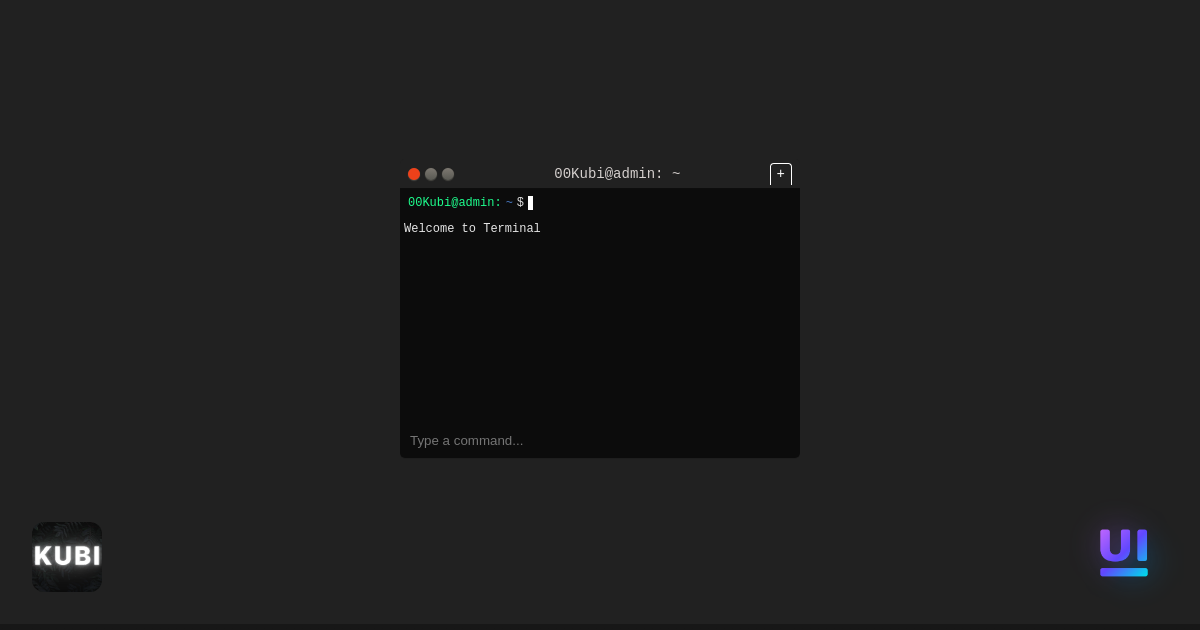 00Kubi@admin: ~
+
00Kubi@admin: ~ $
Welcome to Terminal
Type a command...
KUBI
UI